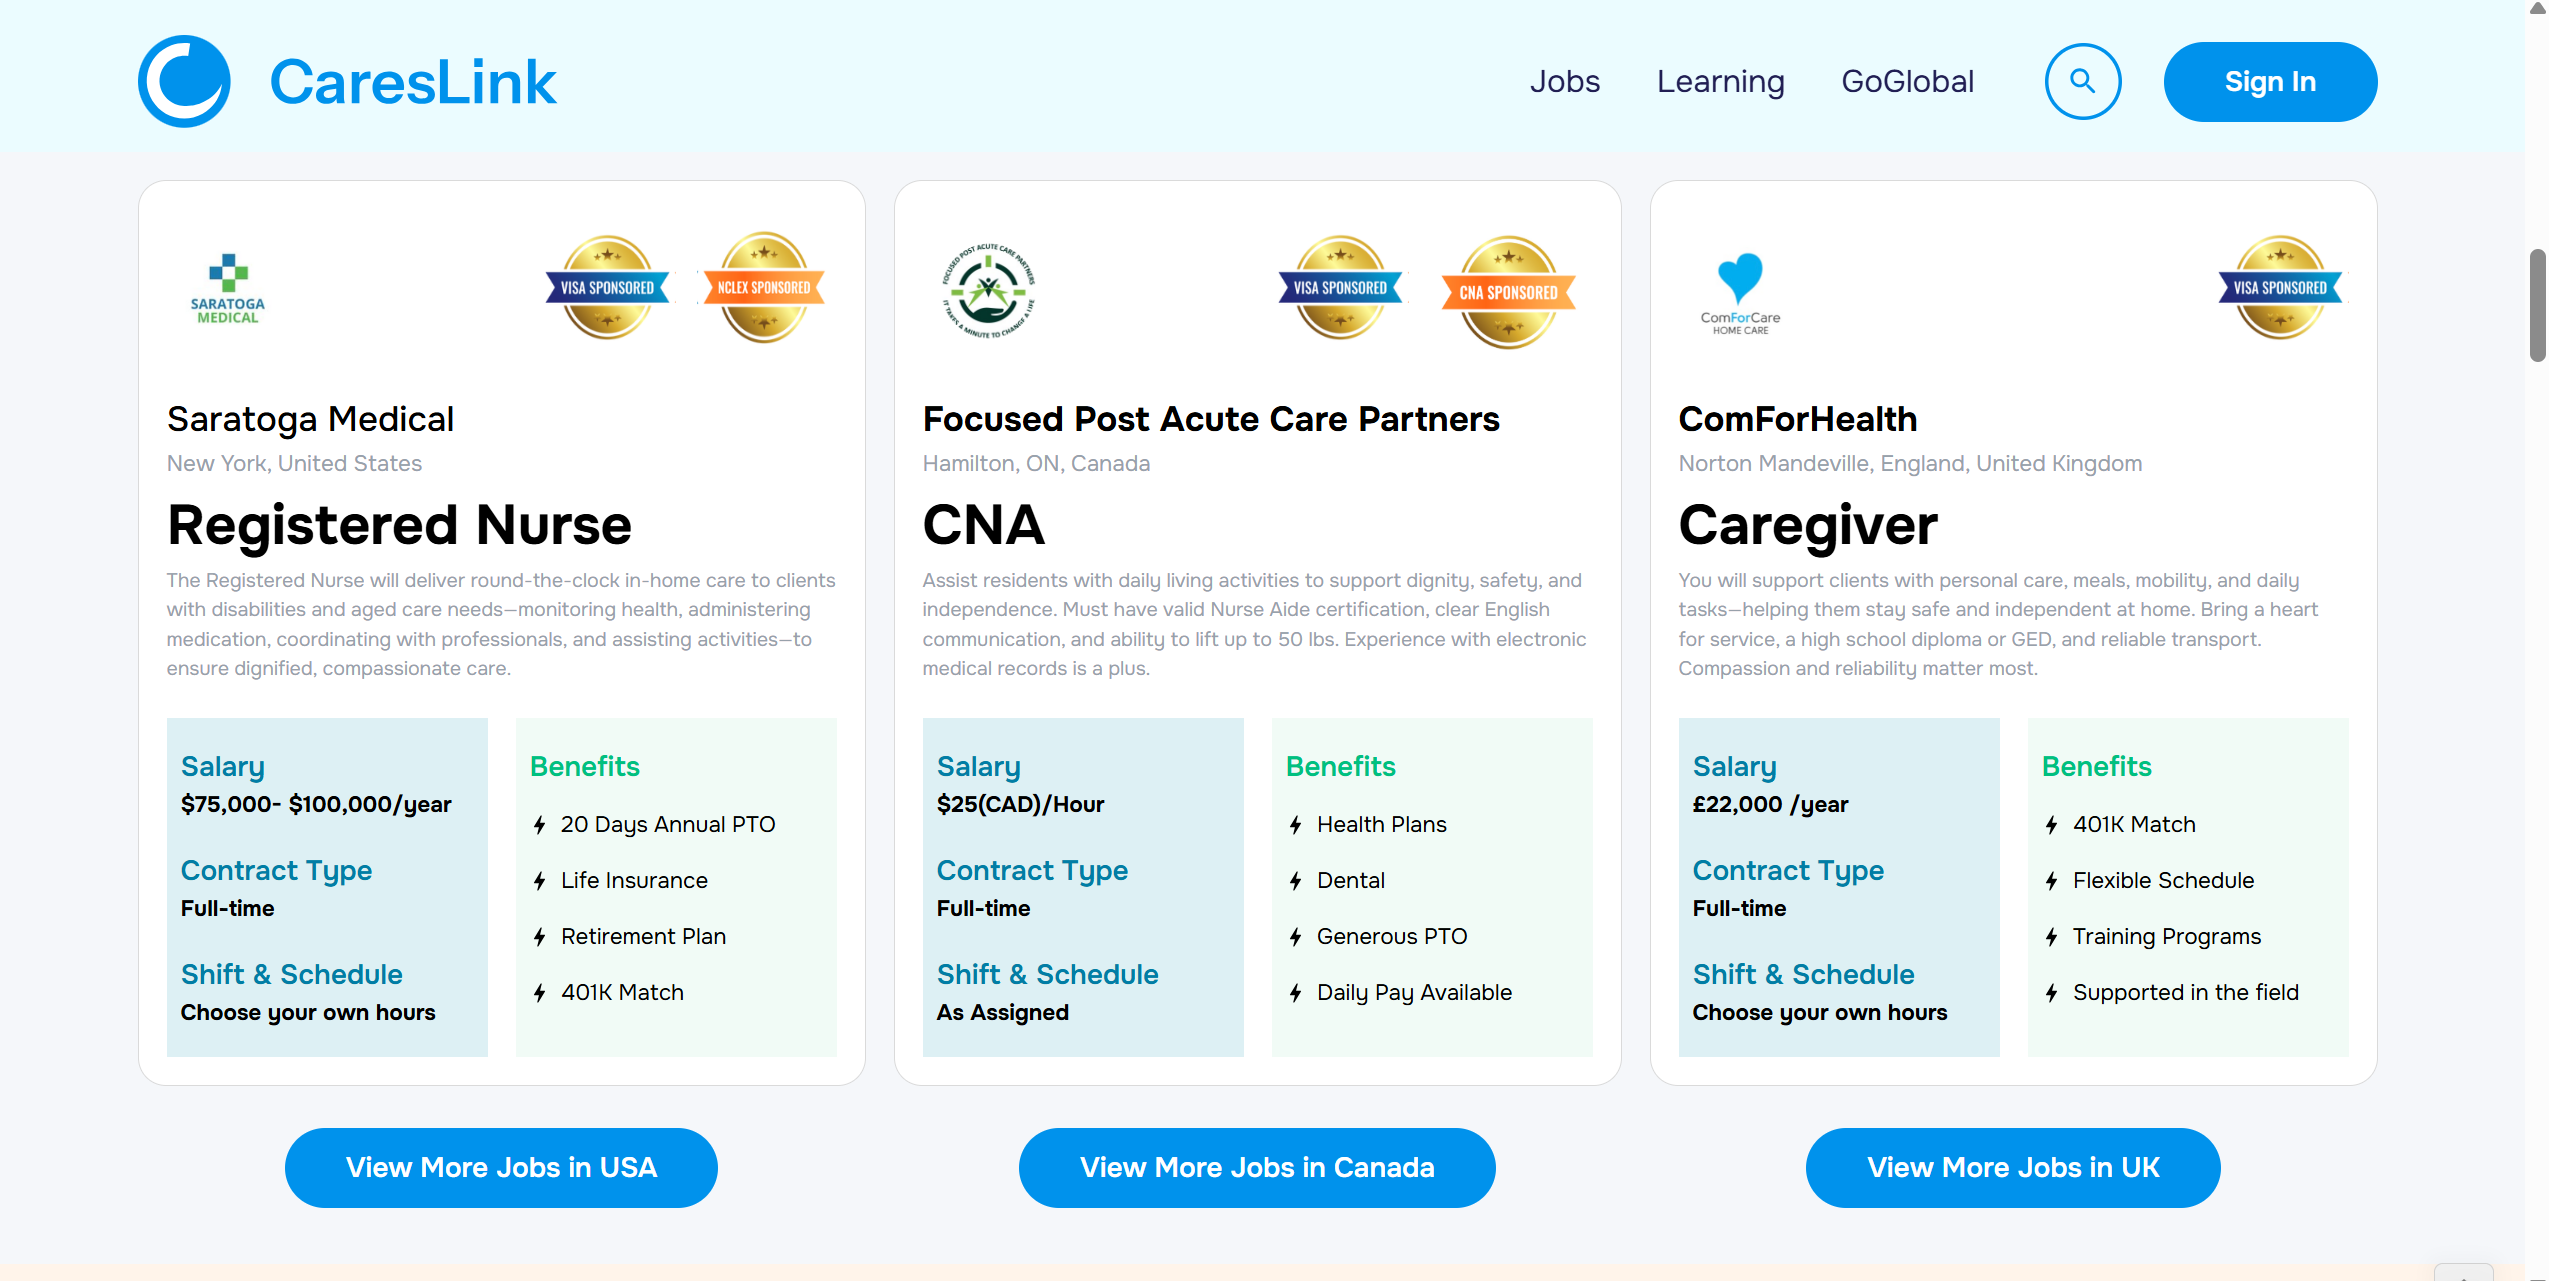 CaresLink
Jobs
Learning
GoGlobal
Sign In
SARATOGA
MEDICAL
VISA SPONSORED
NCLEX SPONSORED
Saratoga Medical
New York, United States
Registered Nurse
The Registered Nurse will deliver round-the-clock in-home care to clients
with disabilities and aged care needs—monitoring health, administering
medication, coordinating with professionals, and assisting activities—to
ensure dignified, compassionate care.
Salary
$75,000- $100,000/year
Contract Type
Full-time
Shift & Schedule
Choose your own hours
Benefits
20 Days Annual PTO
Life Insurance
Retirement Plan
401K Match
View More Jobs in USA
FOCUSED POST ACUTE CARE PARTNERS
IT TAKES A MINUTE TO CHANGE A LIFE
VISA SPONSORED
CNA SPONSORED
Focused Post Acute Care Partners
Hamilton, ON, Canada
CNA
Assist residents with daily living activities to support dignity, safety, and
independence. Must have valid Nurse Aide certification, clear English
communication, and ability to lift up to 50 lbs. Experience with electronic
medical records is a plus.
Salary
$25(CAD)/Hour
Contract Type
Full-time
Shift & Schedule
As Assigned
Benefits
Health Plans
Dental
Generous PTO
Daily Pay Available
View More Jobs in Canada
ComForCare
HOME CARE
VISA SPONSORED
ComForHealth
Norton Mandeville, England, United Kingdom
Caregiver
You will support clients with personal care, meals, mobility, and daily
tasks—helping them stay safe and independent at home. Bring a heart
for service, a high school diploma or GED, and reliable transport.
Compassion and reliability matter most.
Salary
£22,000 /year
Contract Type
Full-time
Shift & Schedule
Choose your own hours
Benefits
401K Match
Flexible Schedule
Training Programs
Supported in the field
View More Jobs in UK